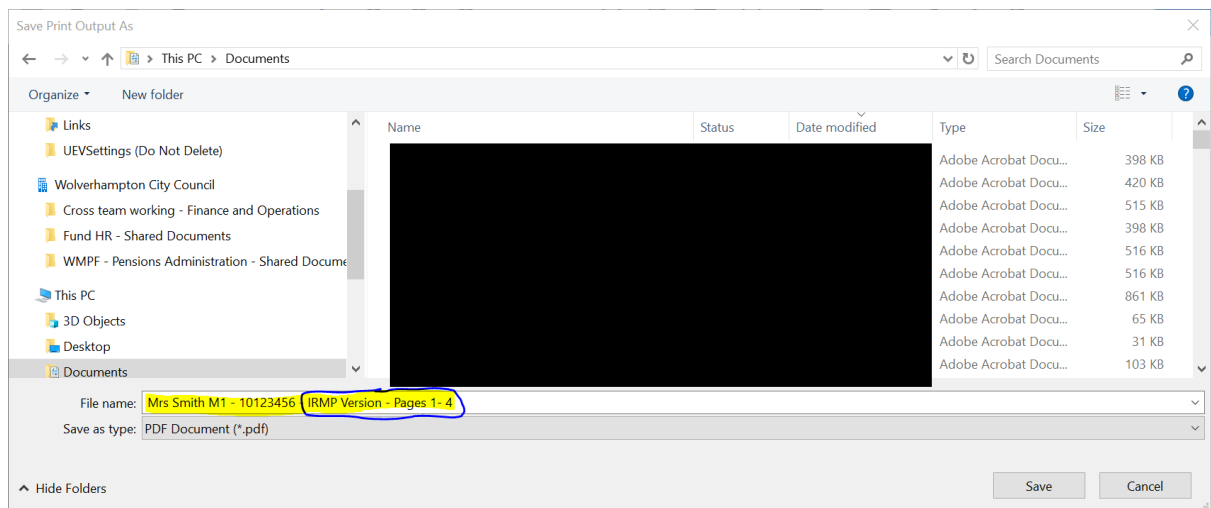 Save Print Output As
This PC > Documents
Search Documents
Organize
New folder
Name Status Date modified Type Size
Links
UEVSettings (Do Not Delete)
Wolverhampton City Council
Cross team working - Finance and Operations
Fund HR - Shared Documents
WMPF - Pensions Administration - Shared Docume
This PC
3D Objects
Desktop
Documents
Adobe Acrobat Docu... 398 KB
Adobe Acrobat Docu... 420 KB
Adobe Acrobat Docu... 515 KB
Adobe Acrobat Docu... 398 KB
Adobe Acrobat Docu... 516 KB
Adobe Acrobat Docu... 516 KB
Adobe Acrobat Docu... 861 KB
Adobe Acrobat Docu... 65 KB
Adobe Acrobat Docu... 31 KB
Adobe Acrobat Docu... 103 KB
File name: Mrs Smith M1 - 10123456 - IRMP Version - Pages 1- 4
Save as type: PDF Document (*.pdf)
Hide Folders
Save
Cancel